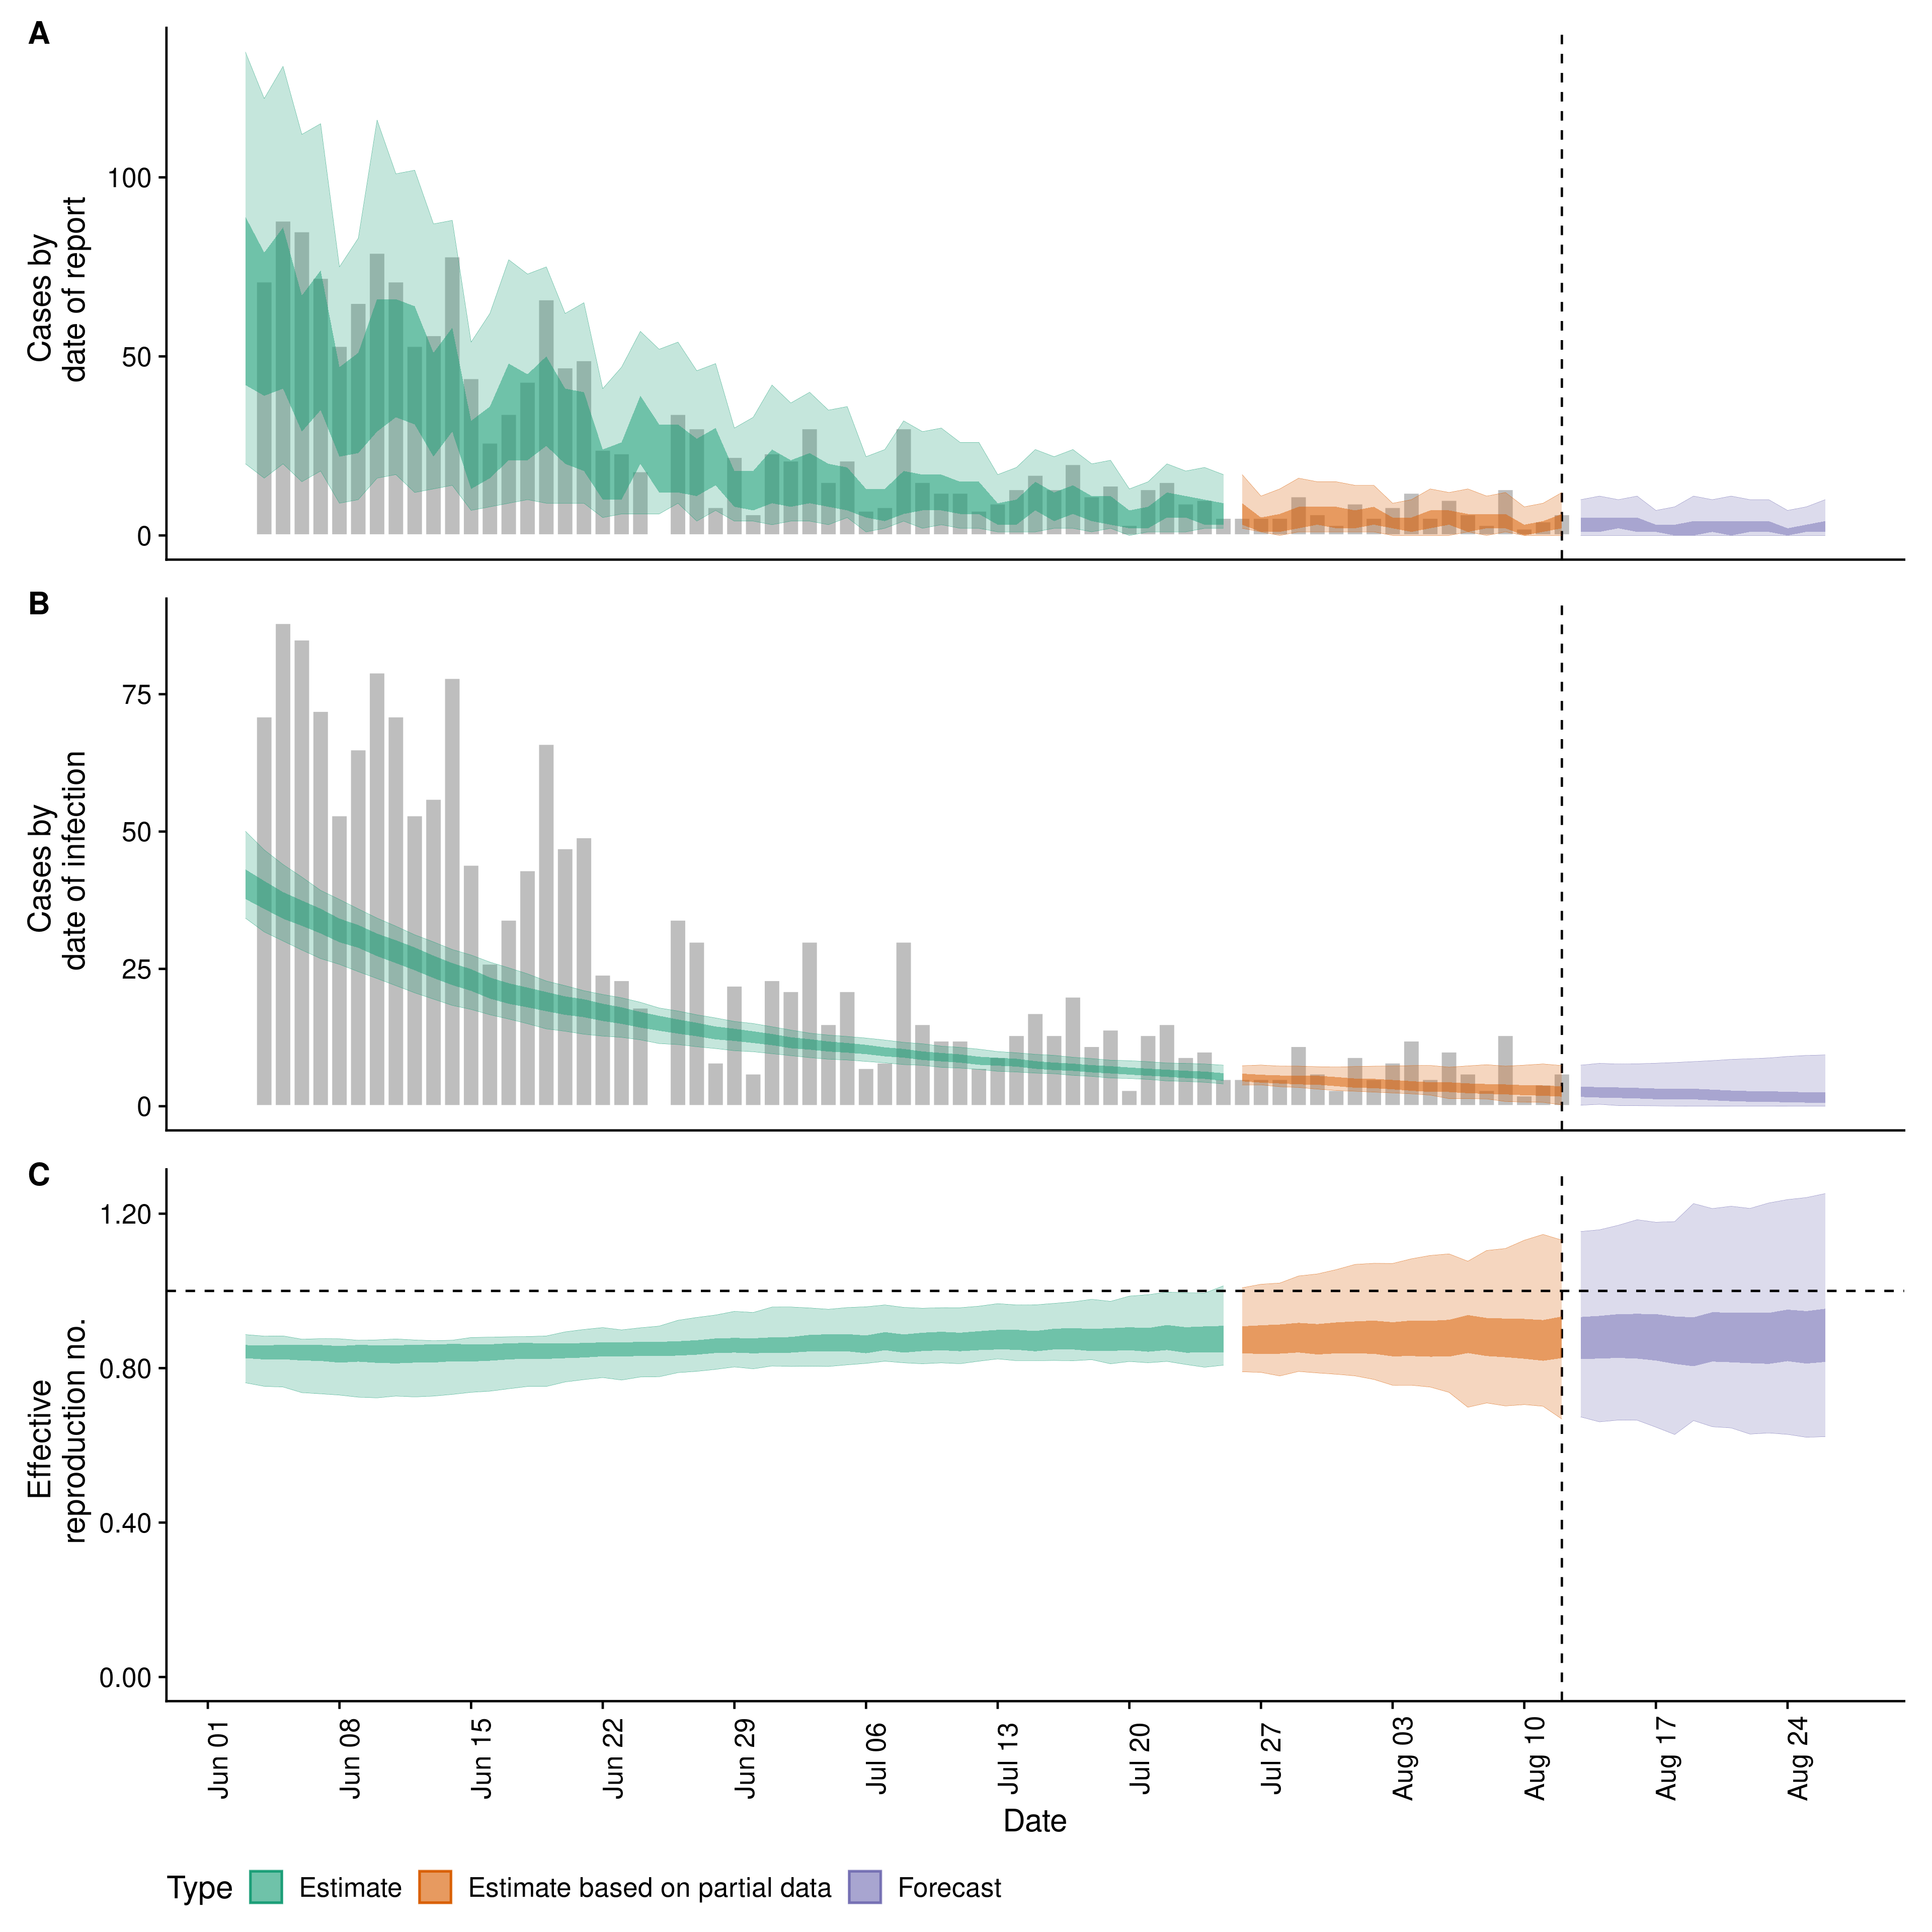 A
Cases by
date of report
100
50
0
B
Cases by
date of infection
75
50
25
0
C
Effective
reproduction no.
1.20
0.80
0.40
0.00
Jun 01
Jun 08
Jun 15
Jun 22
Jun 29
Jul 06
Jul 13
Jul 20
Jul 27
Aug 03
Aug 10
Aug 17
Aug 24
Date
Type Estimate Estimate based on partial data Forecast